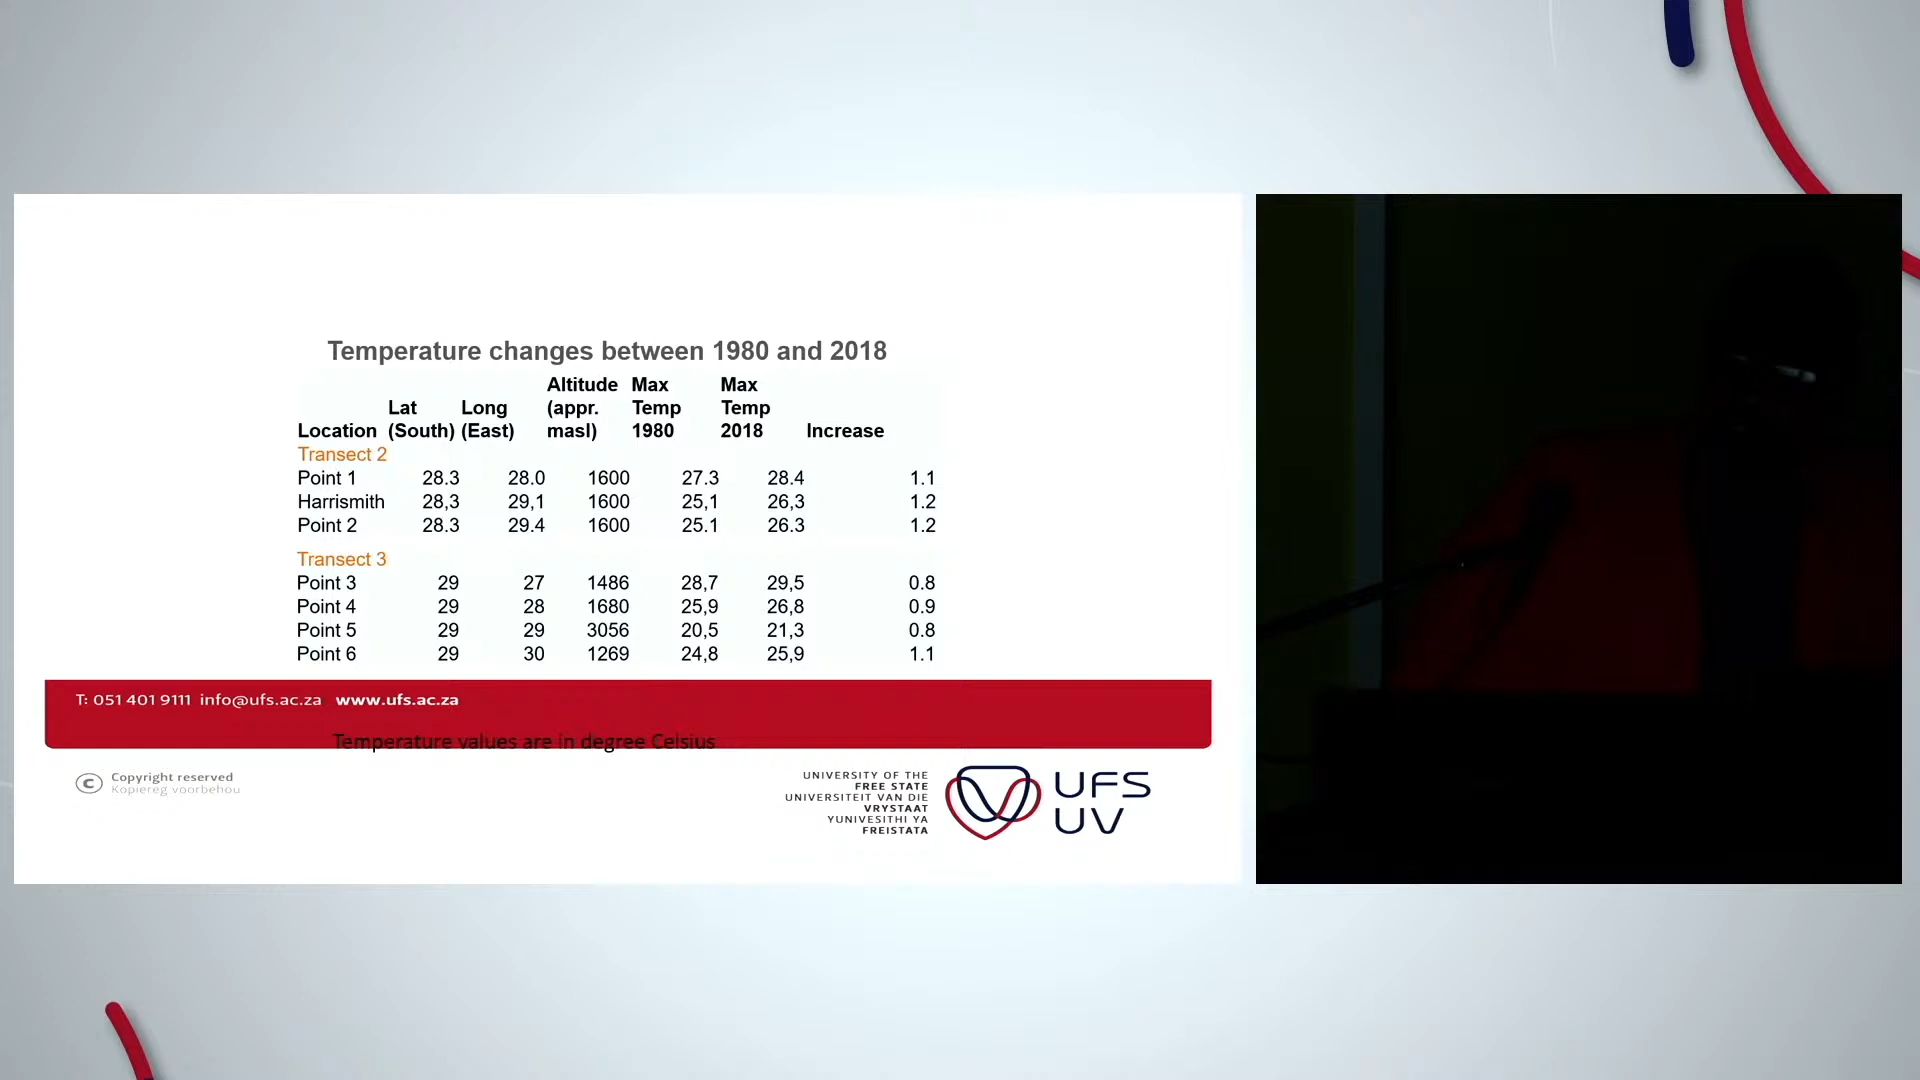 Temperature changes between 1980 and 2018
Location Lat (South) Long (East) Altitude (appr. masl) Max Temp 1980 Max Temp 2018 Increase
Transect 2
Point 1 28.3 28.0 1600 27.3 28.4 1.1
Harrismith 28,3 29,1 1600 25,1 26,3 1.2
Point 2 28.3 29.4 1600 25.1 26.3 1.2
Transect 3
Point 3 29 27 1486 28,7 29,5 0.8
Point 4 29 28 1680 25,9 26,8 0.9
Point 5 29 29 3056 20,5 21,3 0.8
Point 6 29 30 1269 24,8 25,9 1.1
T: 051 401 9111 info@ufs.ac.za www.ufs.ac.za
Temperature values are in degree Celsius
C Copyright reserved
Kopiereg voorbehou
UNIVERSITY OF THE
FREE STATE
UNIVERSITEIT VAN DIE
VRYSTAAT
YUNIVESITHI YA
FREISTATA
UFS
UV